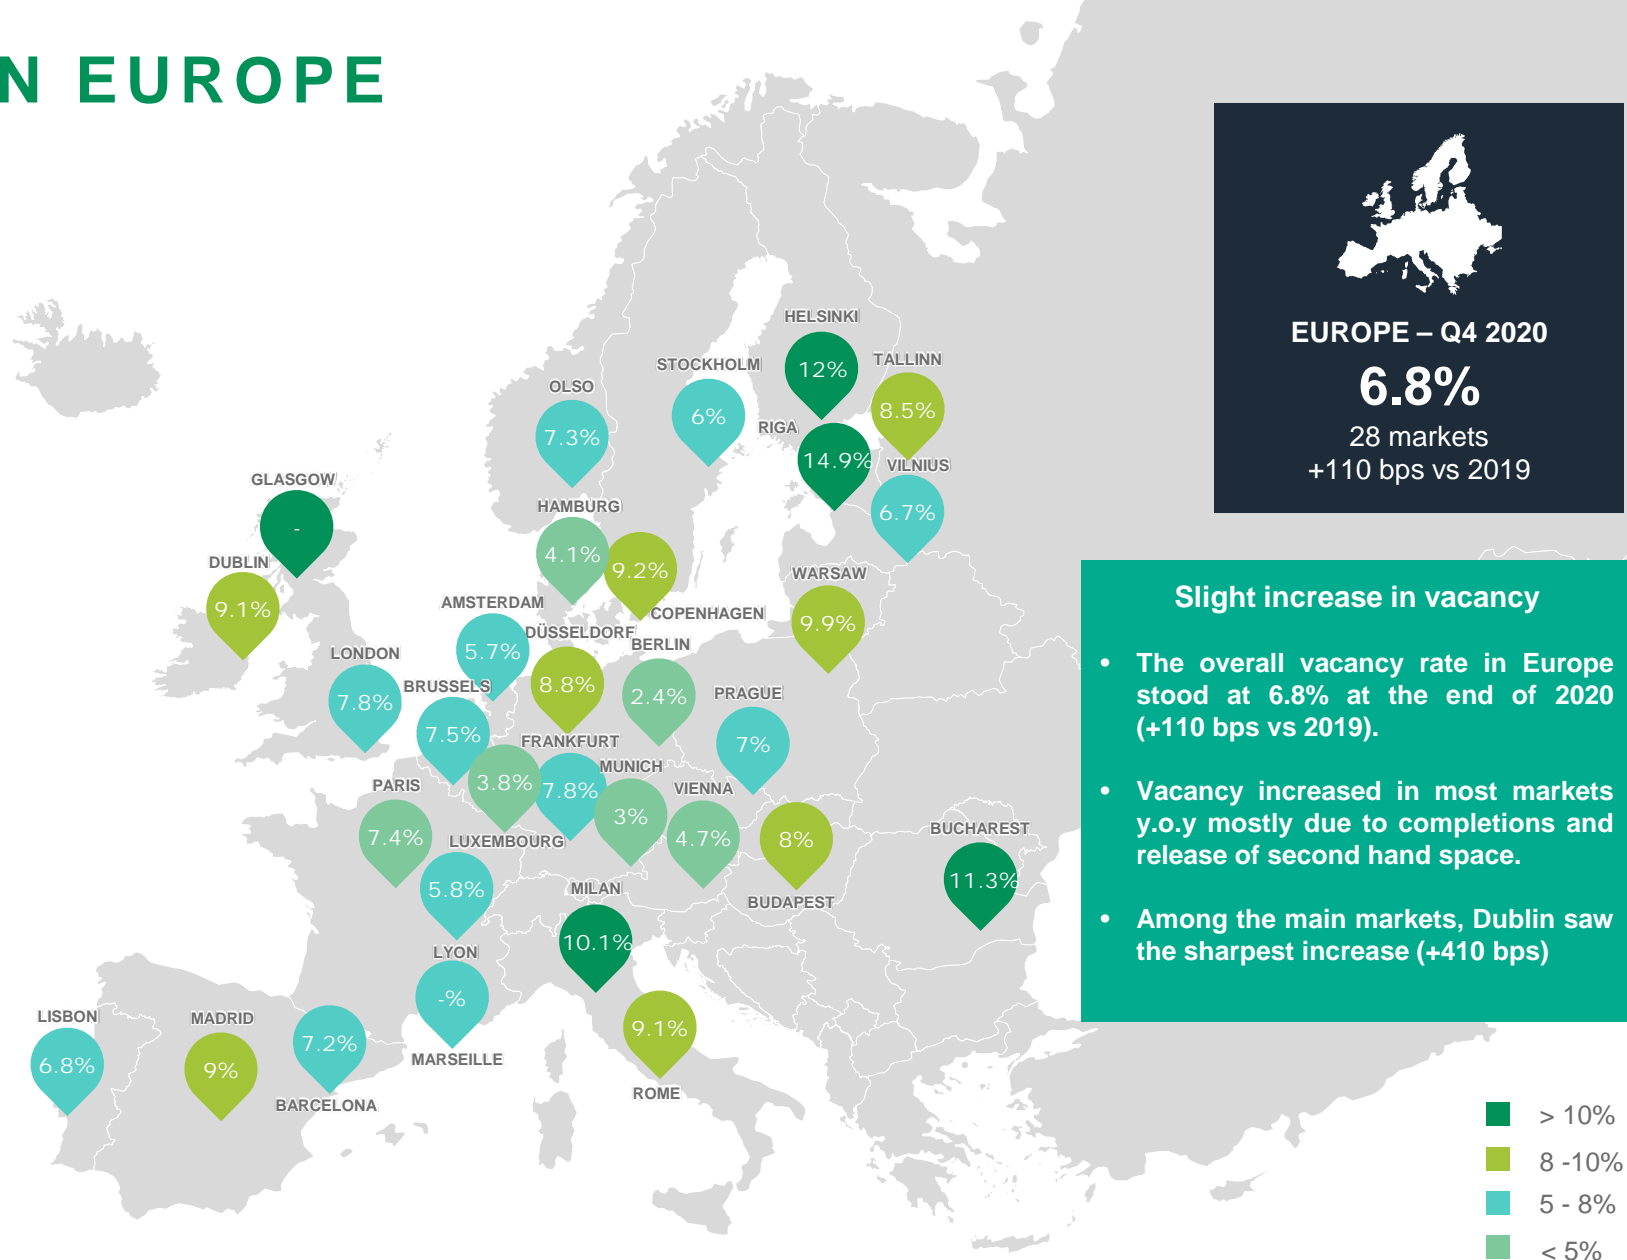 N EUROPE
EUROPE – Q4 2020
6.8%
28 markets
+110 bps vs 2019
HELSINKI
12%
STOCKHOLM
6%
TALLINN
8.5%
OLSO
7.3%
RIGA
14.9%
VILNIUS
6.7%
GLASGOW
-
HAMBURG
4.1%
9.2%
COPENHAGEN
DUBLIN
9.1%
WARSAW
9.9%
AMSTERDAM
5.7%
DÜSSELDORF
8.8%
BERLIN
2.4%
LONDON
7.8%
BRUSSELS
7.5%
PRAGUE
7%
FRANKFURT
7.8%
MUNICH
3%
3.8%
LUXEMBOURG
PARIS
7.4%
VIENNA
4.7%
8%
BUDAPEST
BUCHAREST
11.3%
5.8%
LYON
MILAN
10.1%
-%
MARSEILLE
LISBON
6.8%
MADRID
9%
7.2%
BARCELONA
9.1%
ROME
Slight increase in vacancy
• The overall vacancy rate in Europe
stood at 6.8% at the end of 2020
(+110 bps vs 2019).
• Vacancy increased in most markets
y.o.y mostly due to completions and
release of second hand space.
• Among the main markets, Dublin saw
the sharpest increase (+410 bps)
> 10%
8 -10%
5 - 8%
< 5%